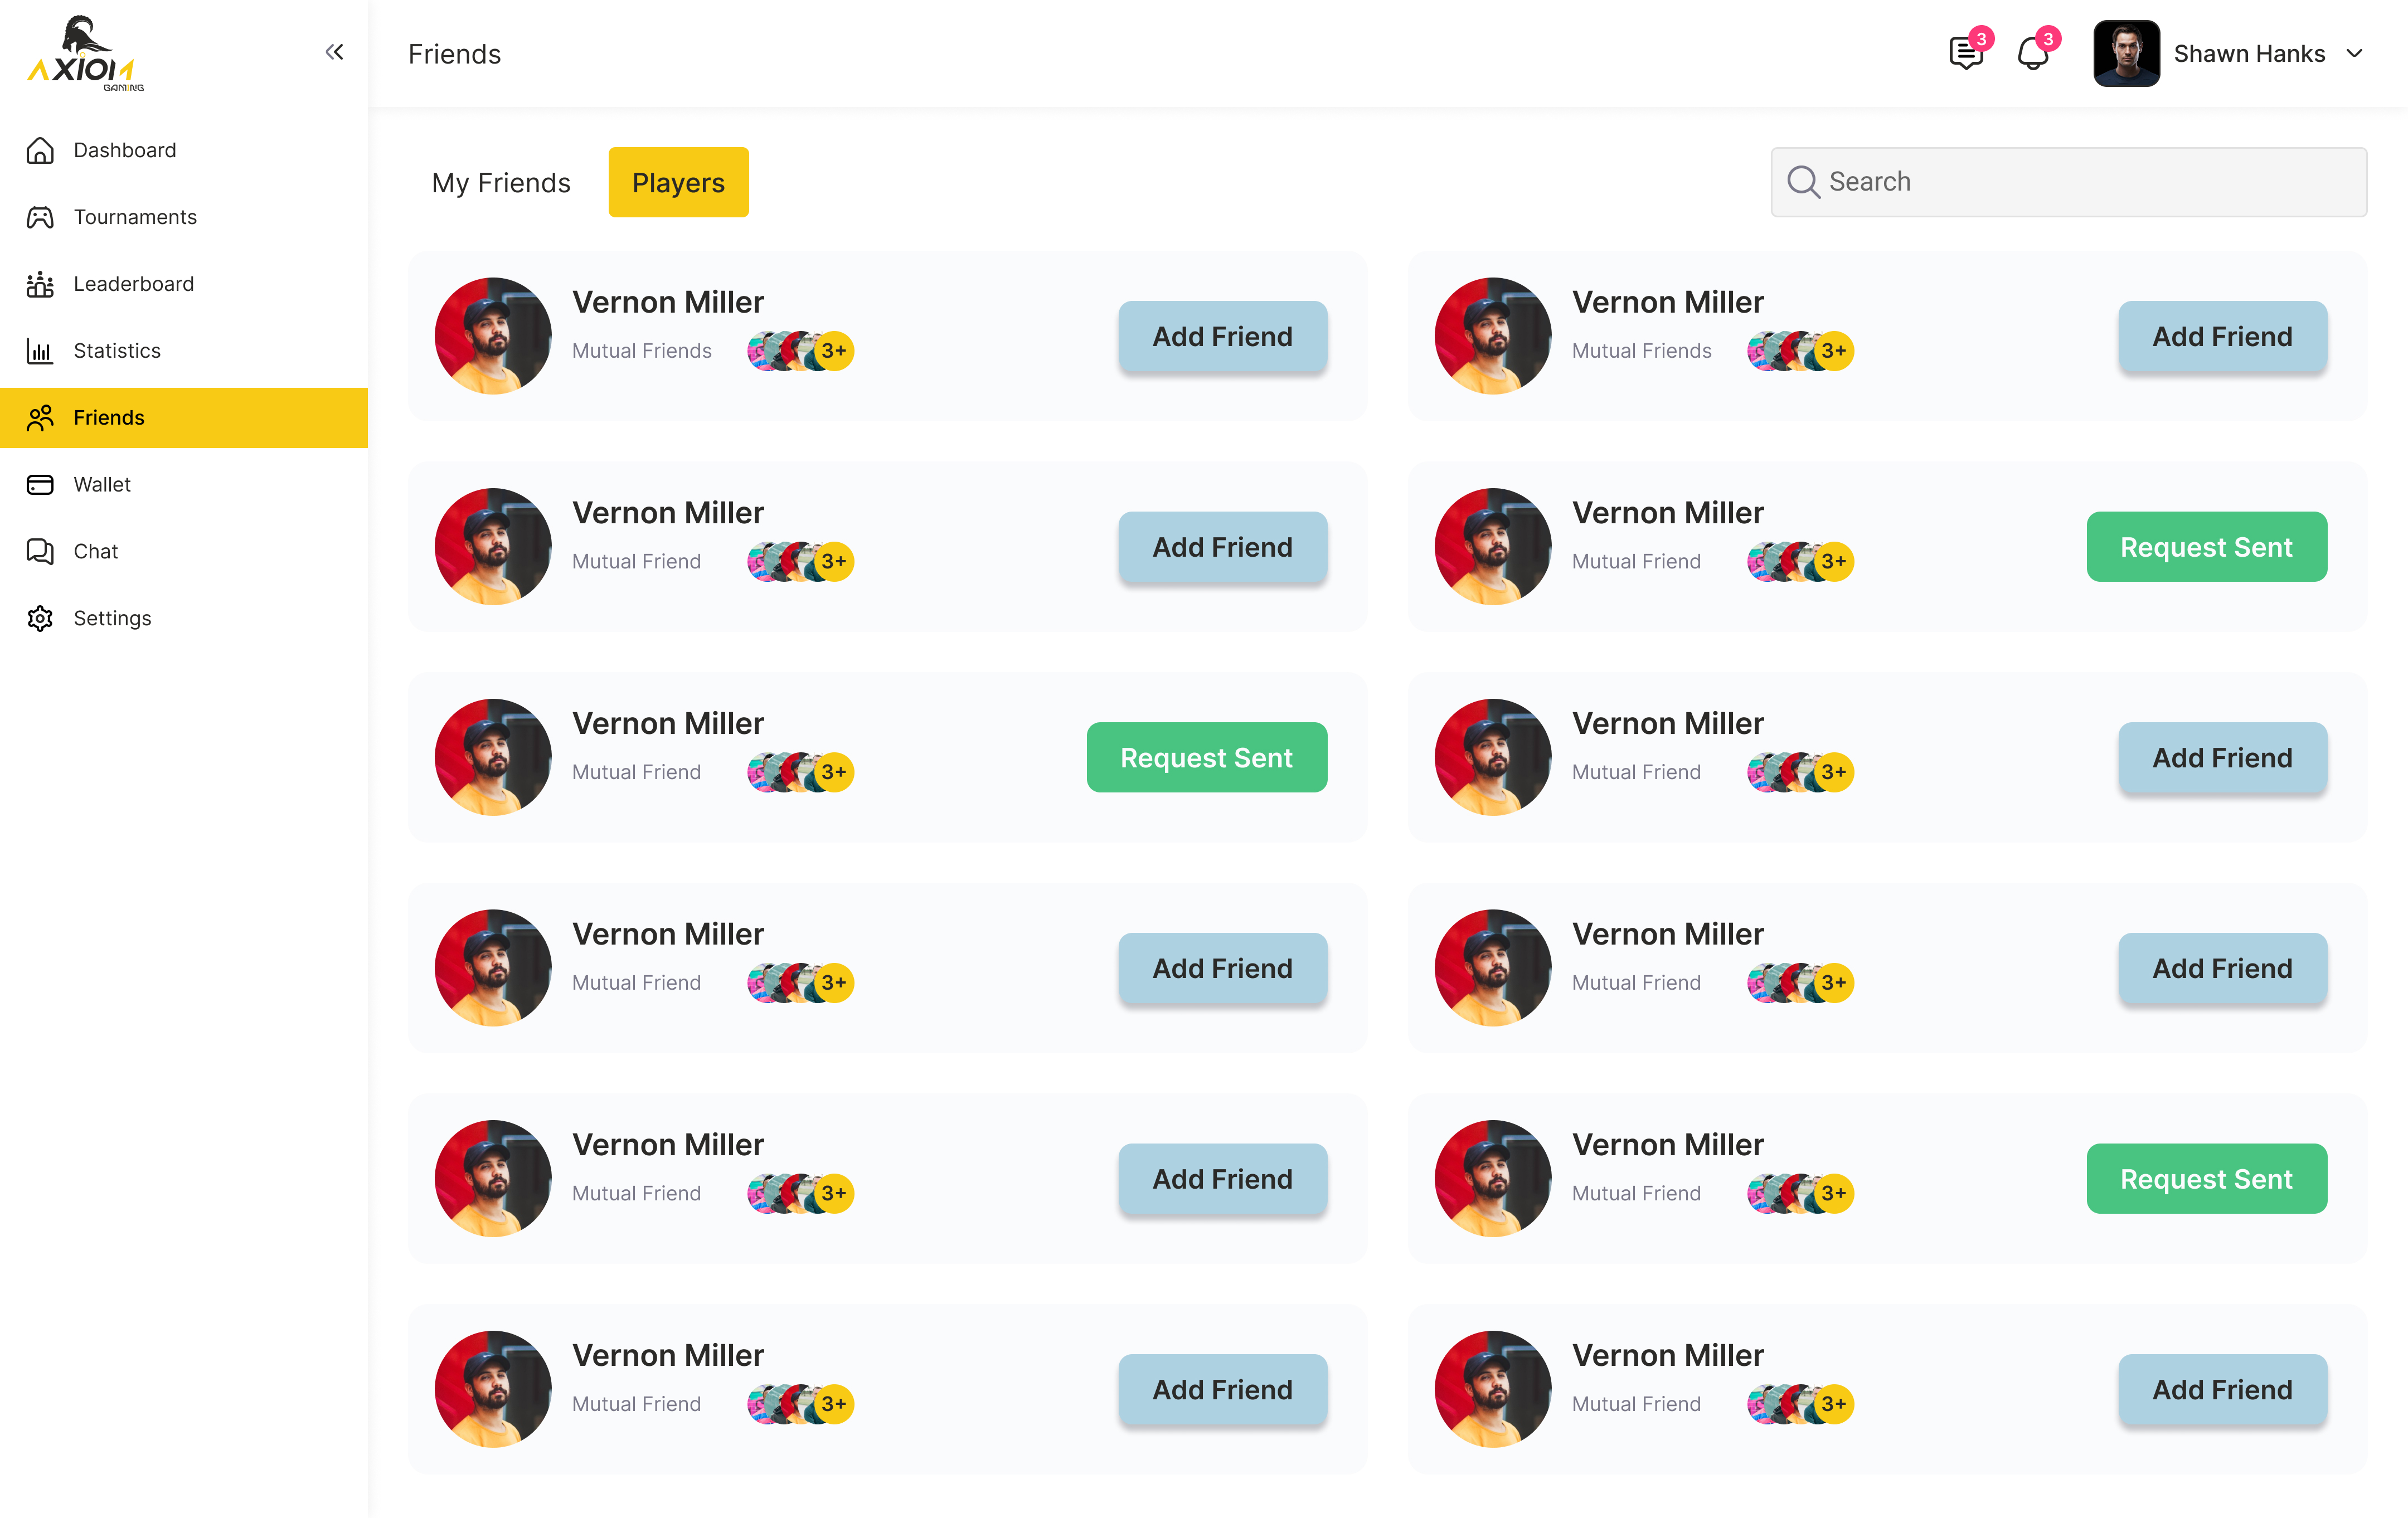 AXIOM
GAMING
Friends
3
3
Shawn Hanks
Dashboard
Tournaments
Leaderboard
Statistics
Friends
Wallet
Chat
Settings
My Friends
Players
Search
Vernon Miller
Mutual Friends
3+
Add Friend
Vernon Miller
Mutual Friends
3+
Add Friend
Vernon Miller
Mutual Friend
3+
Add Friend
Vernon Miller
Mutual Friend
3+
Request Sent
Vernon Miller
Mutual Friend
3+
Request Sent
Vernon Miller
Mutual Friend
3+
Add Friend
Vernon Miller
Mutual Friend
3+
Add Friend
Vernon Miller
Mutual Friend
3+
Add Friend
Vernon Miller
Mutual Friend
3+
Add Friend
Vernon Miller
Mutual Friend
3+
Request Sent
Vernon Miller
Mutual Friend
3+
Add Friend
Vernon Miller
Mutual Friend
3+
Add Friend